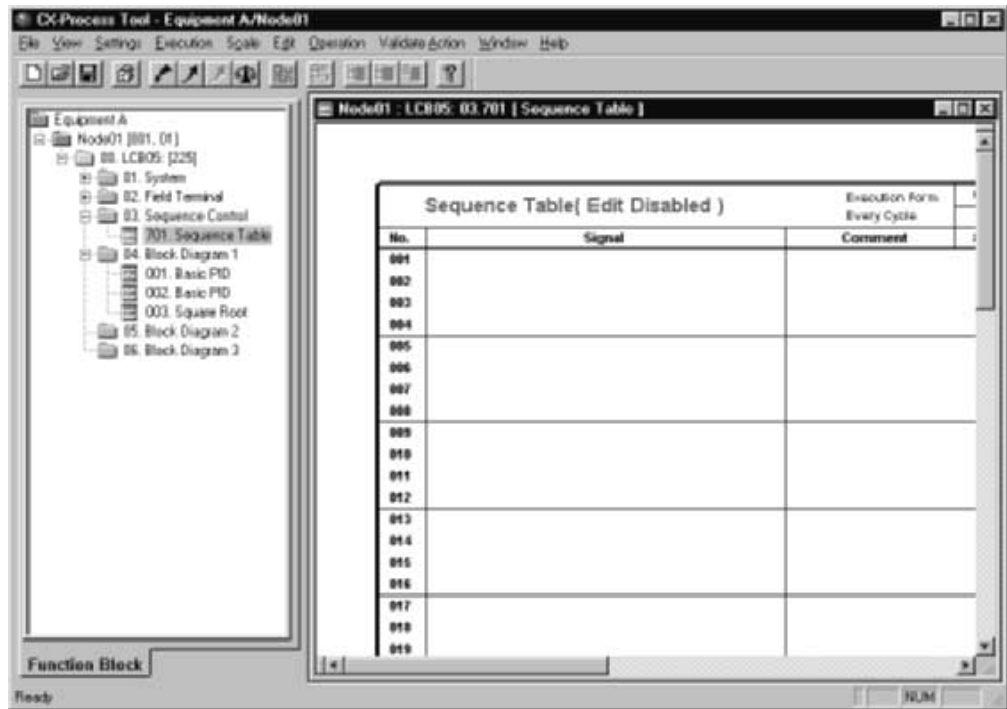 CX-Process Tool - Equipment A/Node01
File View Settings Execution Scale Edit Operation Validate Action Window Help
Equipment A
Node01 [001, 01]
00. LCB05: [225]
01. System
02. Field Terminal
03. Sequence Control
701. Sequence Table
04. Block Diagram 1
001. Basic PID
002. Basic PID
003. Square Root
05. Block Diagram 2
06. Block Diagram 3
Function Block
Node01 : LCB05: 03.701 [ Sequence Table ]
Sequence Table( Edit Disabled )
Execution Form
Every Cycle
No. Signal Comment
001
002
003
004
005
006
007
008
009
010
011
012
013
014
015
016
017
018
019
Ready
NUM